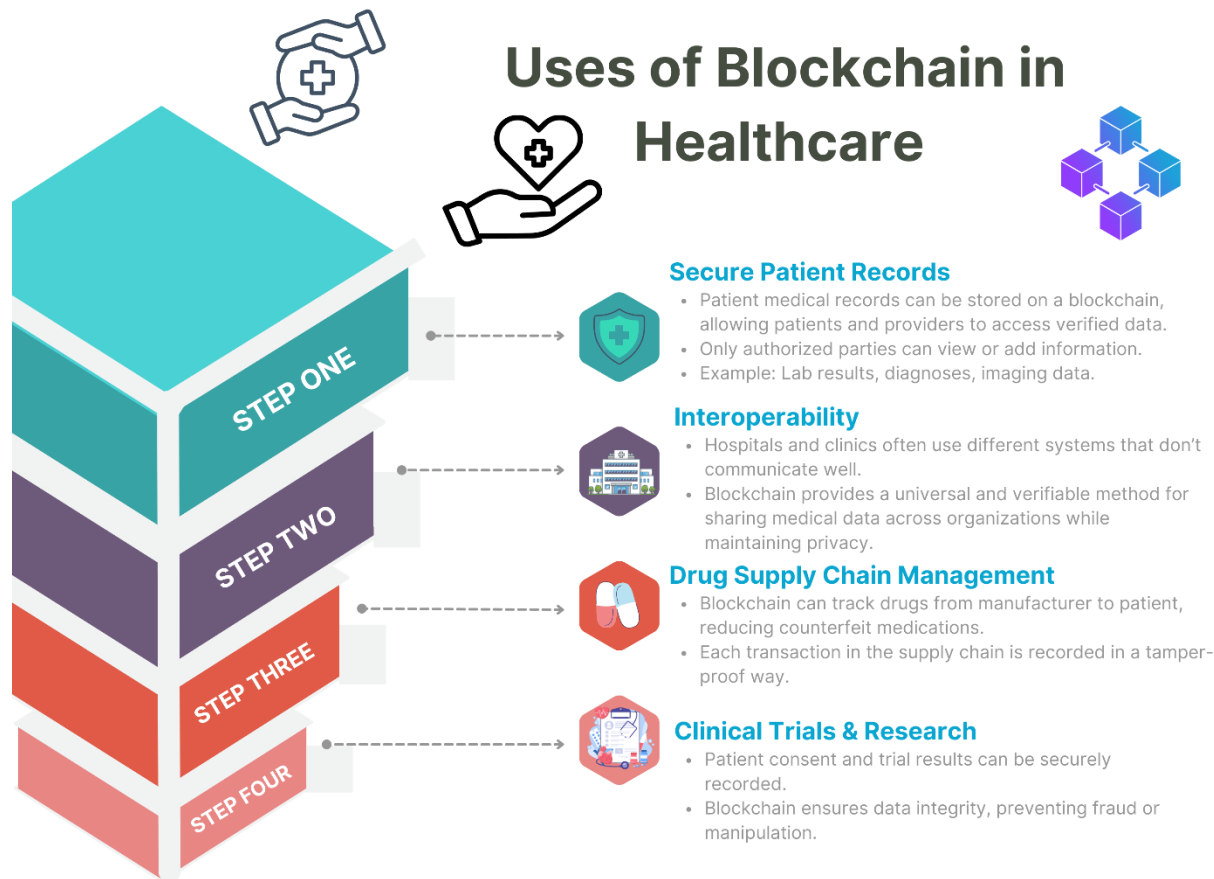 Uses of Blockchain in
Healthcare
STEP ONE
Secure Patient Records
• Patient medical records can be stored on a blockchain,
allowing patients and providers to access verified data.
• Only authorized parties can view or add information.
• Example: Lab results, diagnoses, imaging data.
STEP TWO
Interoperability
• Hospitals and clinics often use different systems that don’t
communicate well.
• Blockchain provides a universal and verifiable method for
sharing medical data across organizations while
maintaining privacy.
STEP THREE
Drug Supply Chain Management
• Blockchain can track drugs from manufacturer to patient,
reducing counterfeit medications.
• Each transaction in the supply chain is recorded in a tamper-
proof way.
STEP FOUR
Clinical Trials & Research
• Patient consent and trial results can be securely
recorded.
• Blockchain ensures data integrity, preventing fraud or
manipulation.